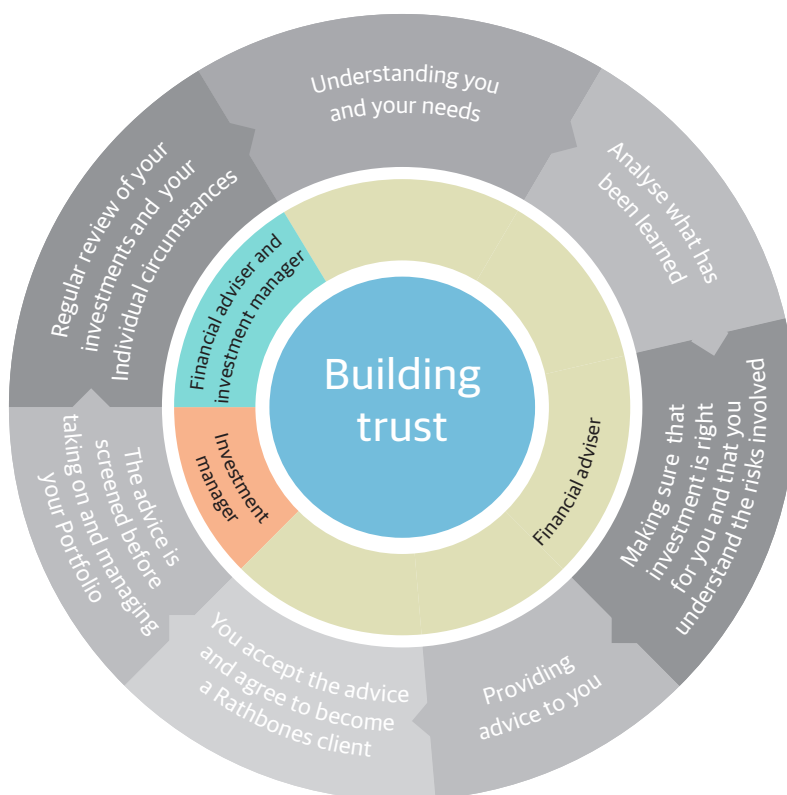 Understanding you
and your needs
Analyse what has
been learned
Making sure that
investment is right
for you and that you
understand the risks involved
Providing
advice to you
You accept the advice
and agree to become
a Rathbones client
The advice is
screened before
taking on and managing
your Portfolio
Regular review of your
investments and your
Individual circumstances
Financial adviser and
investment manager
Investment
manager
Financial adviser
Building
trust